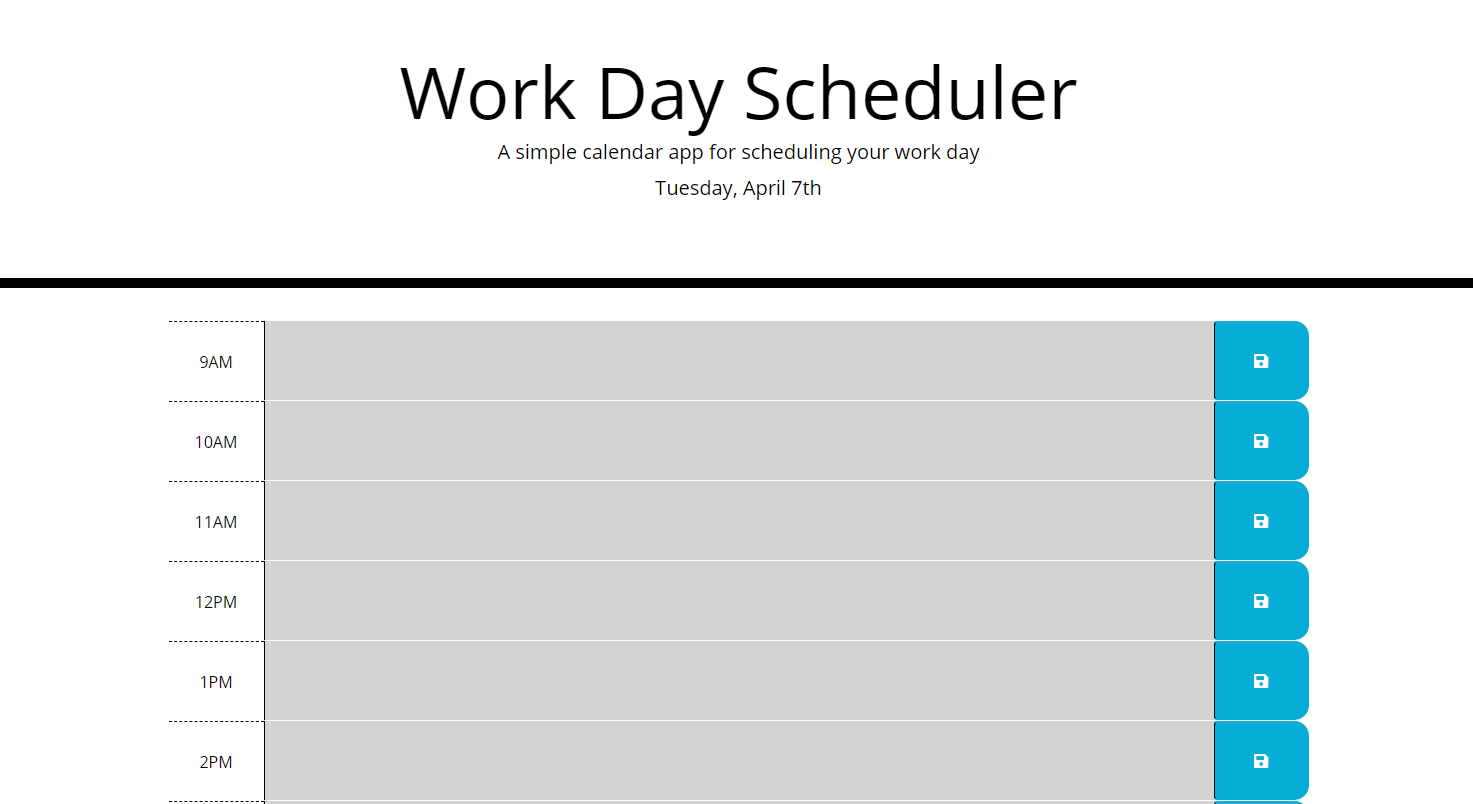 Work Day Scheduler
A simple calendar app for scheduling your work day
Tuesday, April 7th
9AM
10AM
11AM
12PM
1PM
2PM